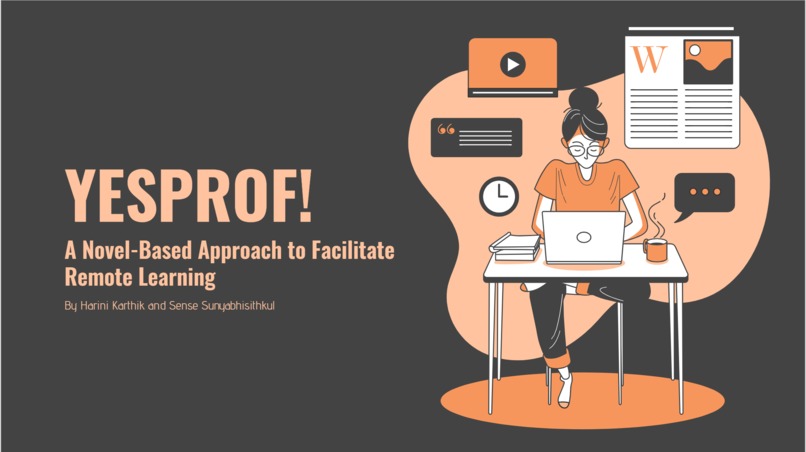 YESPROF!
A Novel-Based Approach to Facilitate
Remote Learning
By Harini Karthik and Sense Sunyabhisithkul
“
W